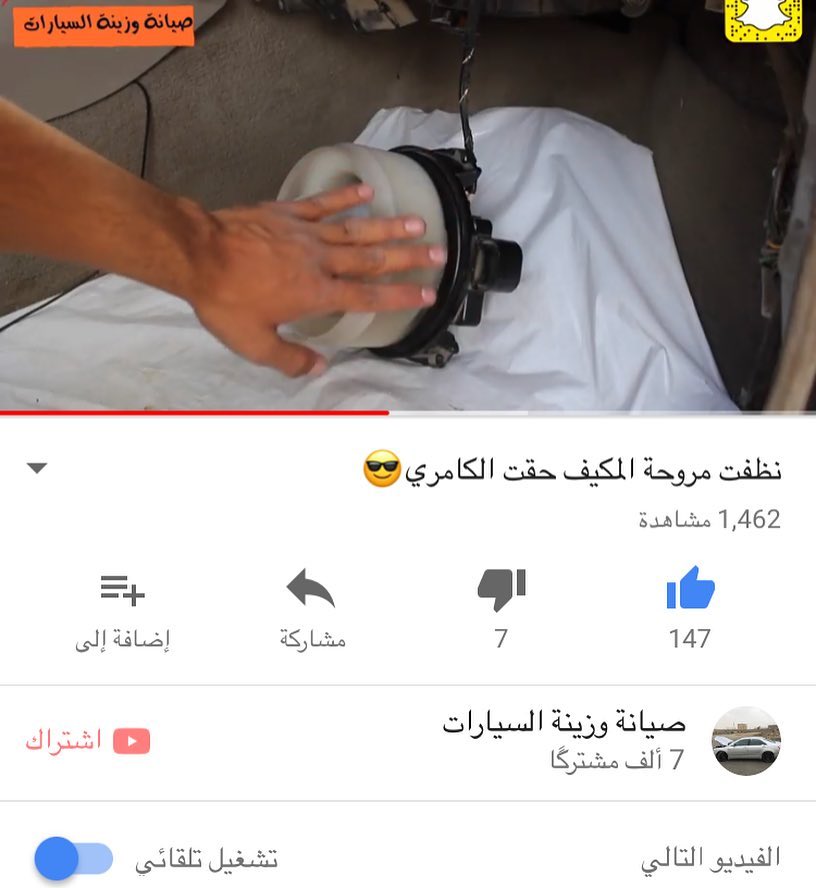 صيانة وزينة السيارات
نظفت مروحة المكيف حقت الكامري😎
1,462 مشاهدة
147
7
مشاركة
إضافة إلى
صيانة وزينة السيارات
7 ألف مشتركًا
اشتراك
الفيديو التالي
تشغيل تلقائي